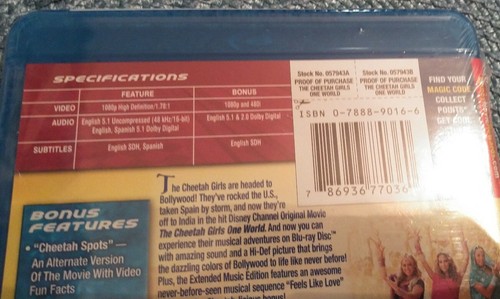 SPECIFICATIONS
FEATURE BONUS
VIDEO 1080p High Definition/1.78:1 1080p and 480i
AUDIO English 5.1 Uncompressed (48 kHz/16-bit) English 5.1 & 2.0 Dolby Digital
English, Spanish 5.1 Dolby Digital
SUBTITLES English SDH, Spanish English SDH
Stock No. 057943A
PROOF OF PURCHASE
THE CHEETAH GIRLS
ONE WORLD
Stock No. 057943B
PROOF OF PURCHASE
THE CHEETAH GIRLS
ONE WORLD
ISBN 0-7888-9016-6
7 86936 77036
FIND YOUR
MAGIC CODE
COLLECT
POINTS*
GET
The Cheetah Girls are headed to
Bollywood! They've rocked the U.S.,
taken Spain by storm, and now they're
off to India in the hit Disney Channel Original Movie
The Cheetah Girls One World. And now you can
experience their musical adventures on Blu-ray Disc™
with amazing sound and a Hi-Def picture that brings
the dazzling colors of Bollywood to life like never before!
Plus, the Extended Music Edition features an awesome
never-before-seen musical sequence "Feels Like Love"
BONUS
FEATURES
• "Cheetah Spots" —
An Alternate Version
Of The Movie With Video
Fun Facts